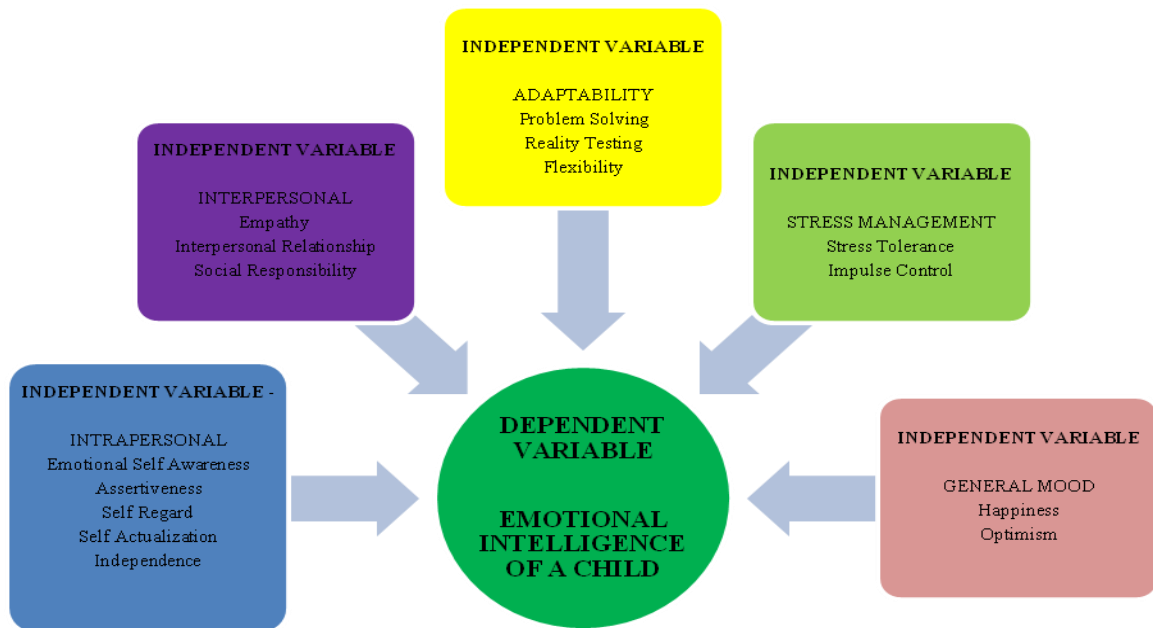 INDEPENDENT VARIABLE
ADAPTABILITY
Problem Solving
Reality Testing
Flexibility
INDEPENDENT VARIABLE
INTERPERSONAL
Empathy
Interpersonal Relationship
Social Responsibility
INDEPENDENT VARIABLE
STRESS MANAGEMENT
Stress Tolerance
Impulse Control
INDEPENDENT VARIABLE -
INTRAPERSONAL
Emotional Self Awareness
Assertiveness
Self Regard
Self Actualization
Independence
DEPENDENT
VARIABLE
EMOTIONAL
INTELLIGENCE
OF A CHILD
INDEPENDENT VARIABLE
GENERAL MOOD
Happiness
Optimism